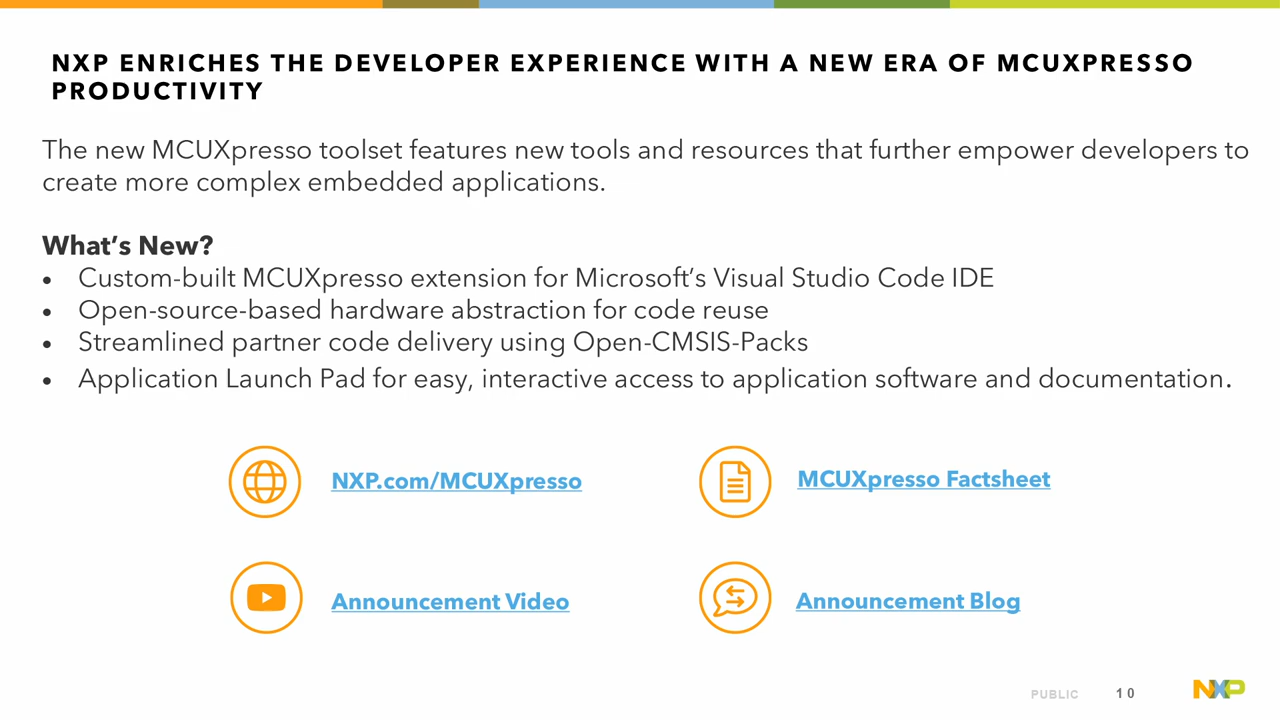 NXP ENRICHES THE DEVELOPER EXPERIENCE WITH A NEW ERA OF MCUXPRESSO
PRODUCTIVITY
The new MCUXpresso toolset features new tools and resources that further empower developers to
create more complex embedded applications.
What’s New?
• Custom-built MCUXpresso extension for Microsoft’s Visual Studio Code IDE
• Open-source-based hardware abstraction for code reuse
• Streamlined partner code delivery using Open-CMSIS-Packs
• Application Launch Pad for easy, interactive access to application software and documentation.
NXP.com/MCUXpresso
MCUXpresso Factsheet
Announcement Video
Announcement Blog
PUBLIC 10
NXP